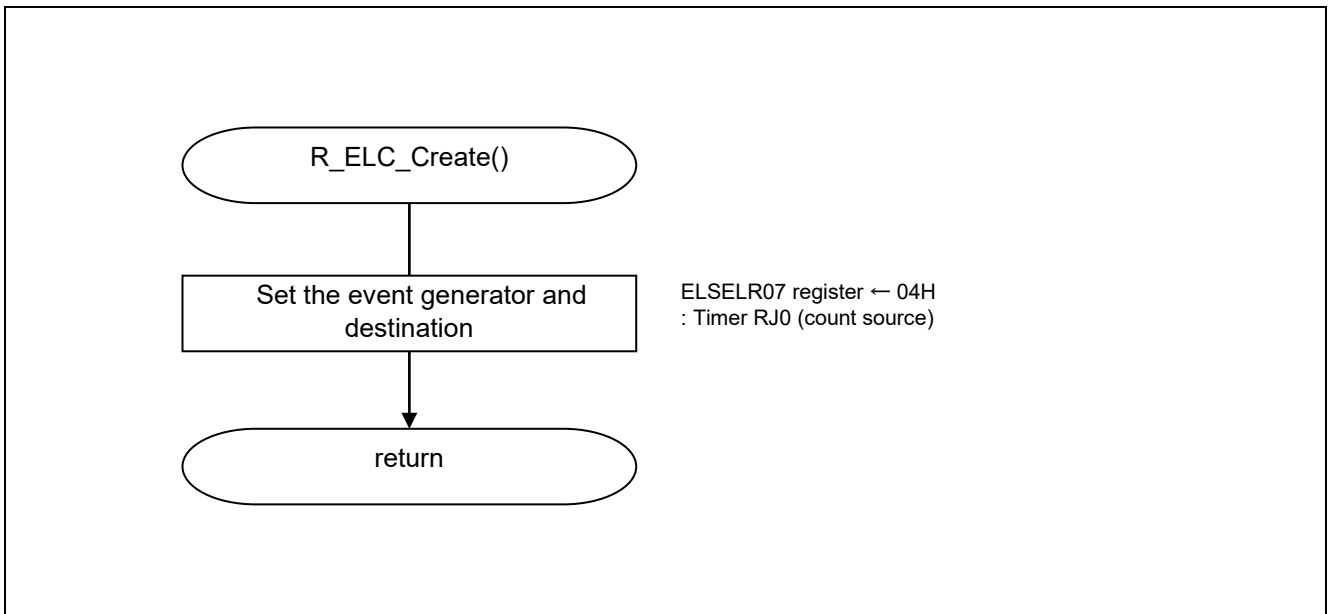 R_ELC_Create()
Set the event generator and
destination
ELSELR07 register ← 04H
: Timer RJ0 (count source)
return